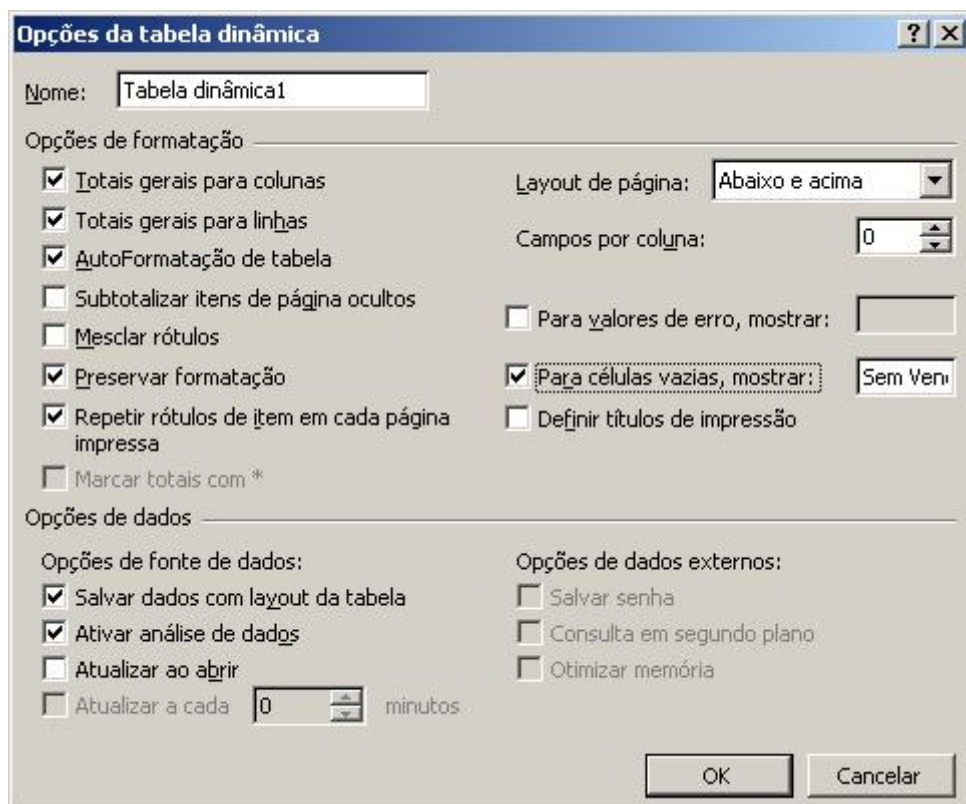 Opções da tabela dinâmica
Nome: Tabela dinâmica1
Opções de formatação
Totais gerais para colunas
Totais gerais para linhas
AutoFormatação de tabela
Subtotalizar itens de página ocultos
Mesclar rótulos
Preservar formatação
Repetir rótulos de item em cada página
impressa
Marcar totais com *
Layout de página: Abaixo e acima
Campos por coluna: 0
Para valores de erro, mostrar:
Para células vazias, mostrar: Sem Ven
Definir títulos de impressão
Opções de dados
Opções de fonte de dados:
Salvar dados com layout da tabela
Ativar análise de dados
Atualizar ao abrir
Atualizar a cada 0 minutos
Opções de dados externos:
Salvar senha
Consulta em segundo plano
Otimizar memória
OK Cancelar